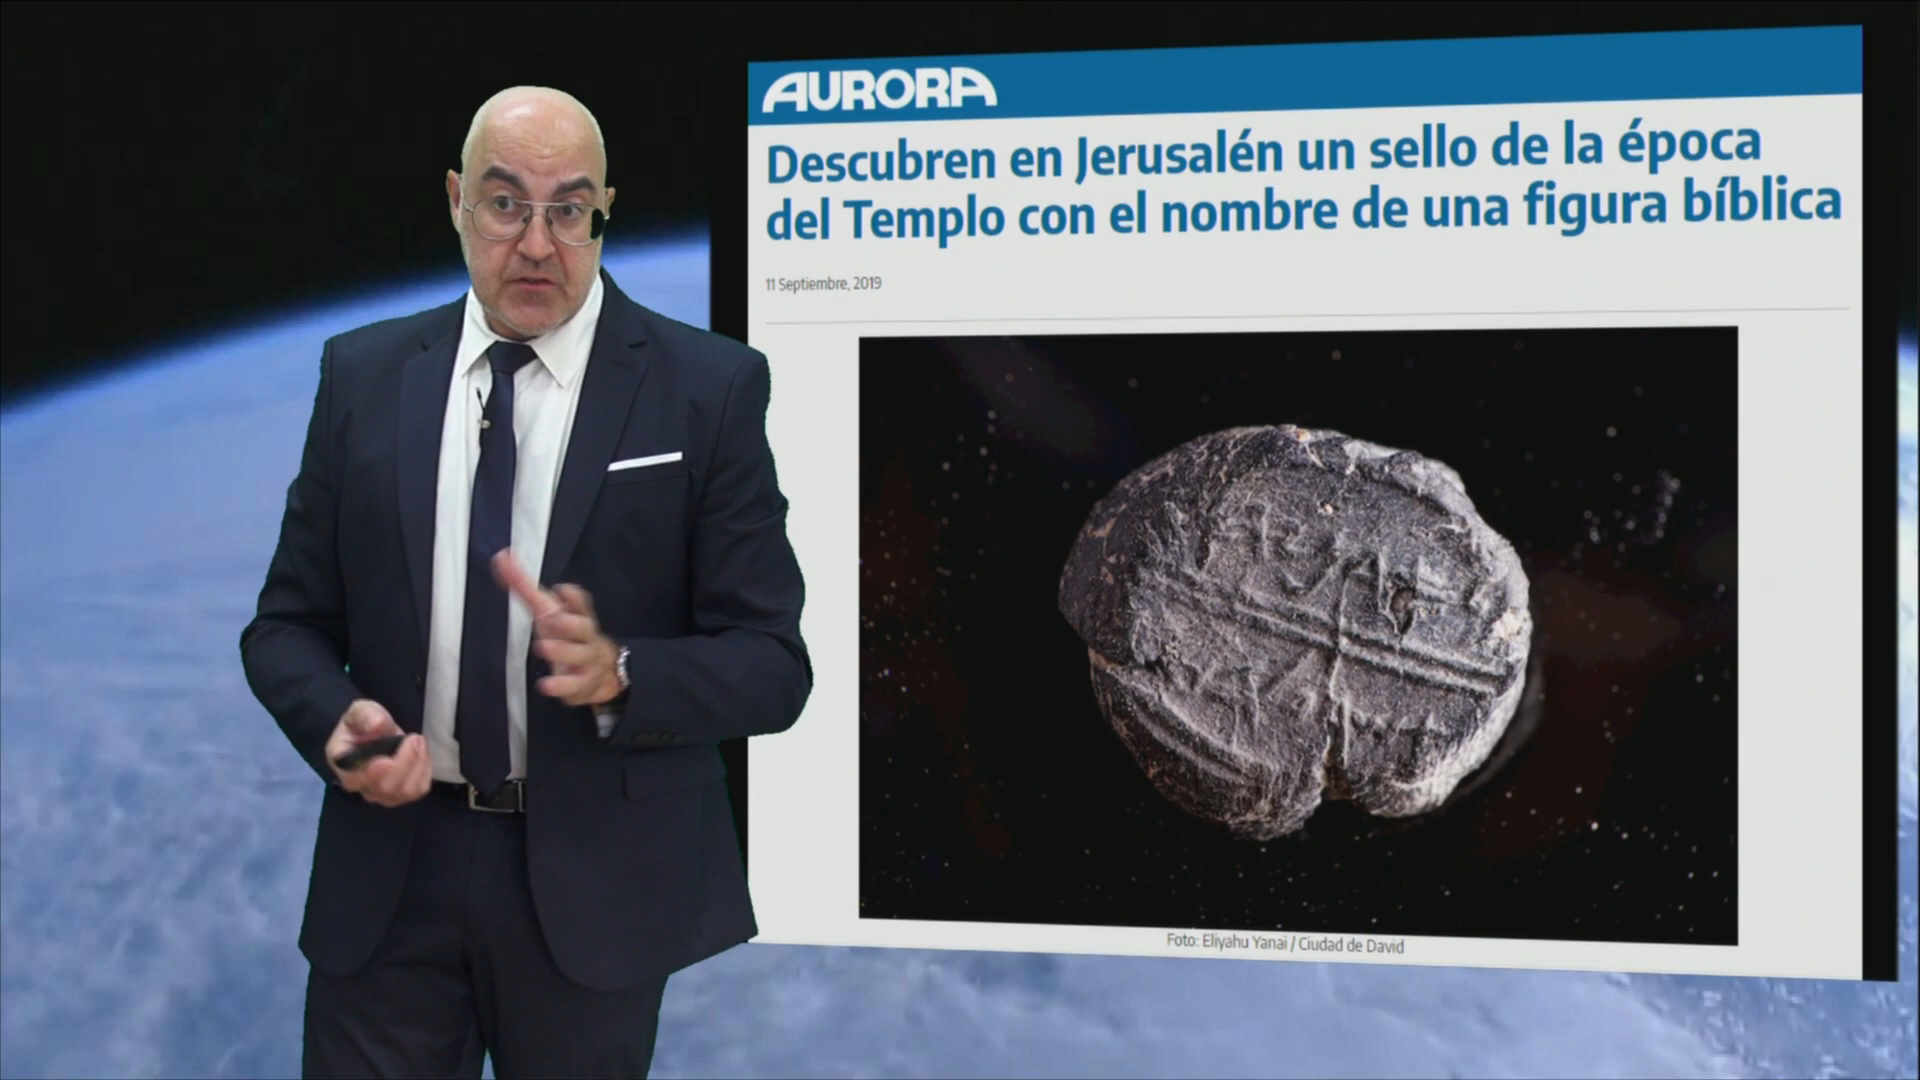 AURORA
Descubren en Jerusalén un sello de la época
del Templo con el nombre de una figura bíblica
11 Septiembre, 2019
Foto: Eliyahu Yanai / Ciudad de David